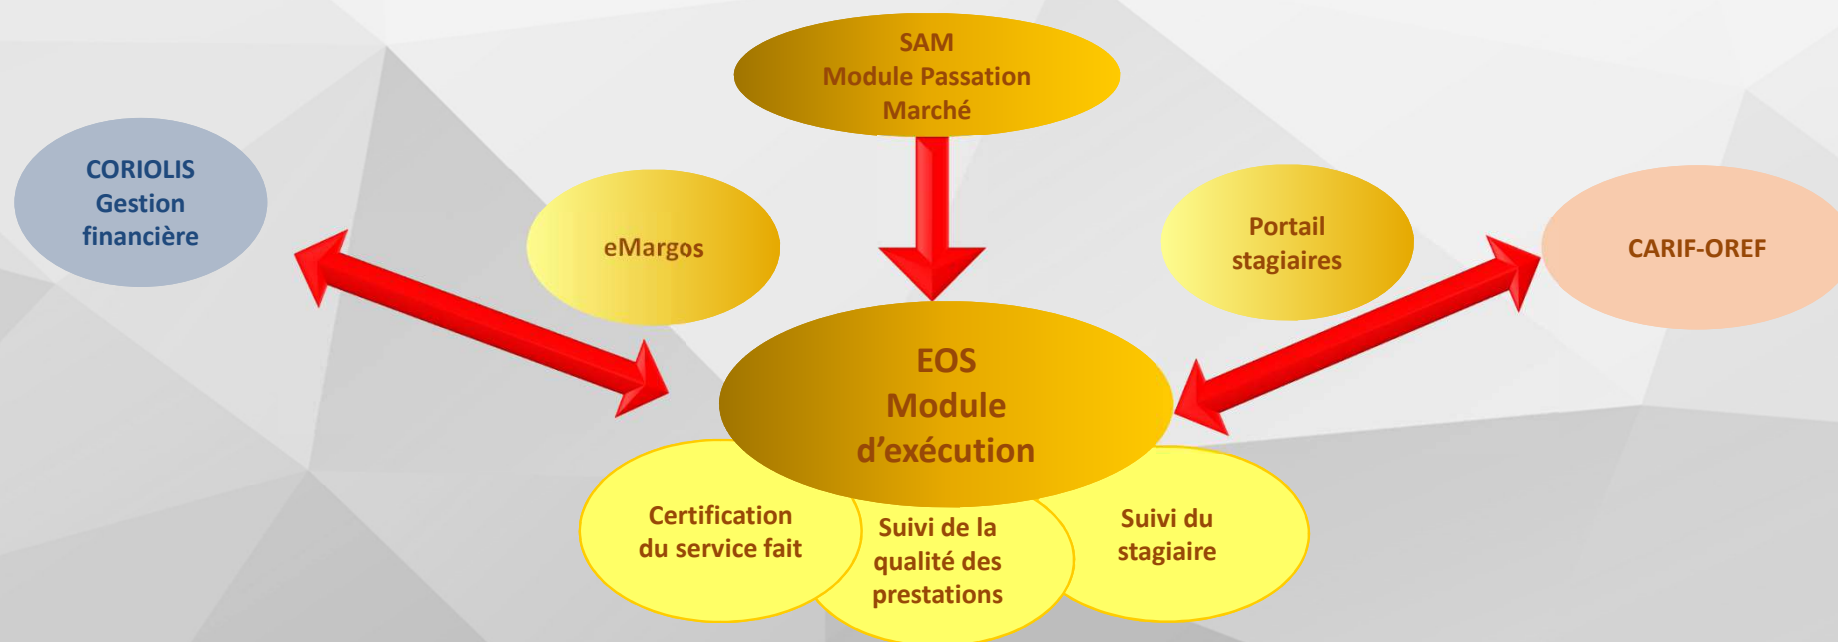 SAM
Module Passation
Marché
CORIOLIS
Gestion
financière
eMargos
Portail
stagiaires
CARIF-OREF
EOS
Module
d’exécution
Certification
du service fait
Suivi de la
qualité des
prestations
Suivi du
stagiaire